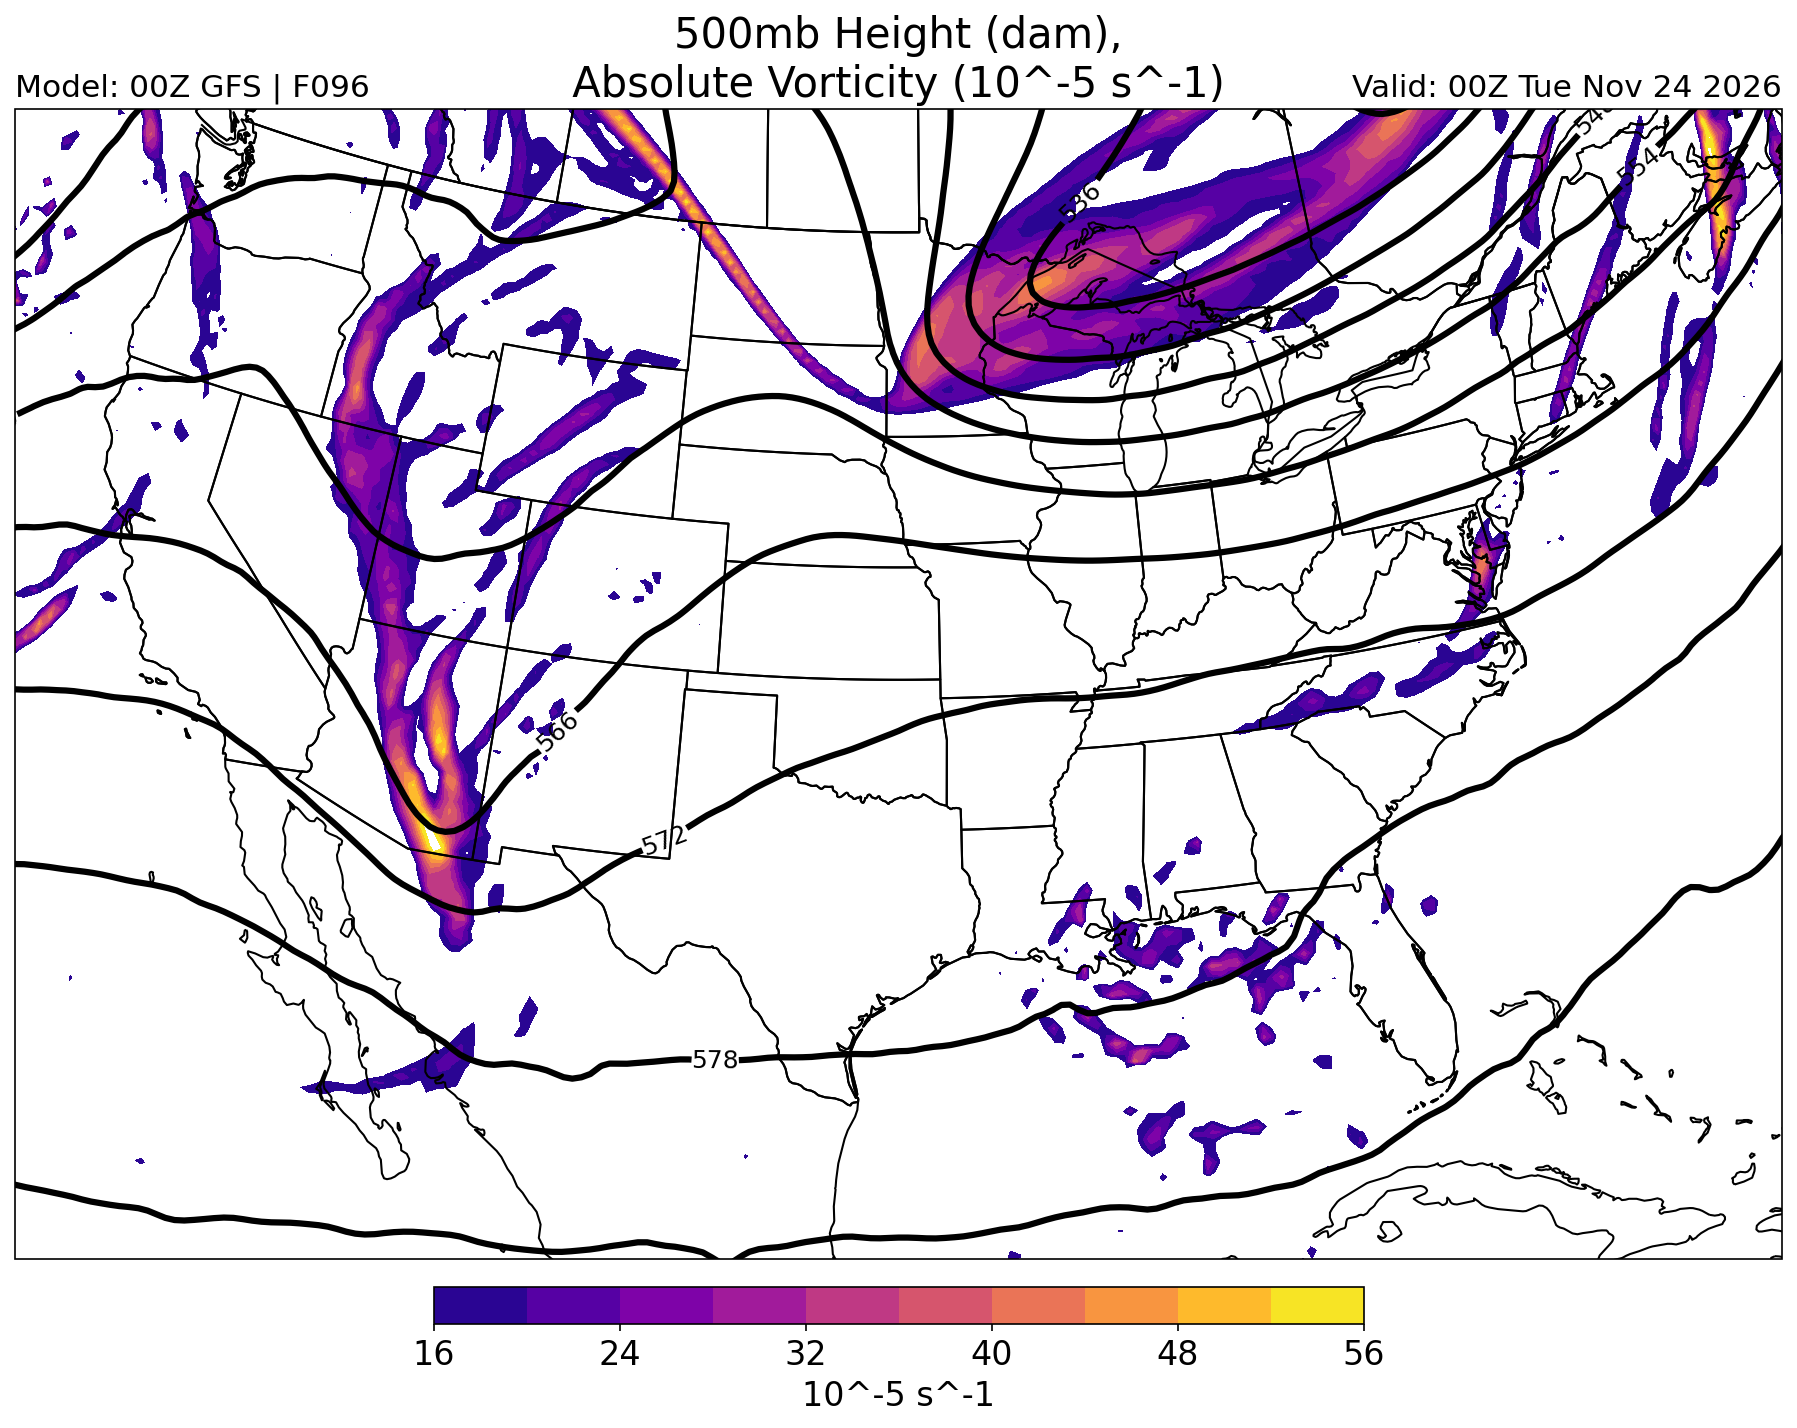 500mb Height (dam),
Model: 00Z GFS | F096
Absolute Vorticity (10^-5 s^-1)
Valid: 00Z Tue Nov 24 2026
554
536
566
572
578
16 24 32 40 48 56
10^-5 s^-1